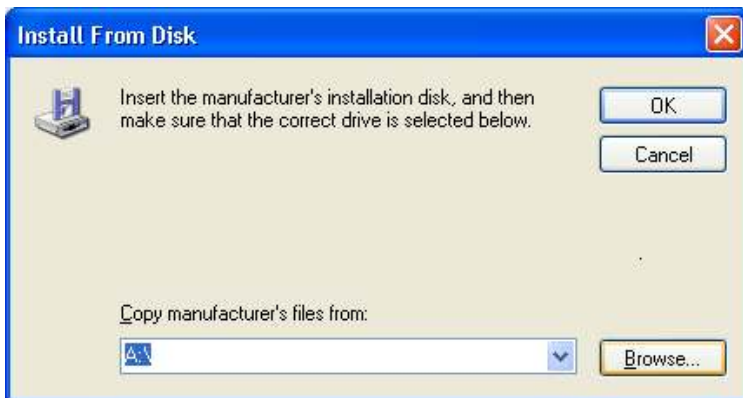 Install From Disk
Insert the manufacturer's installation disk, and then
make sure that the correct drive is selected below.
OK
Cancel
Copy manufacturer's files from:
A:\
Browse...